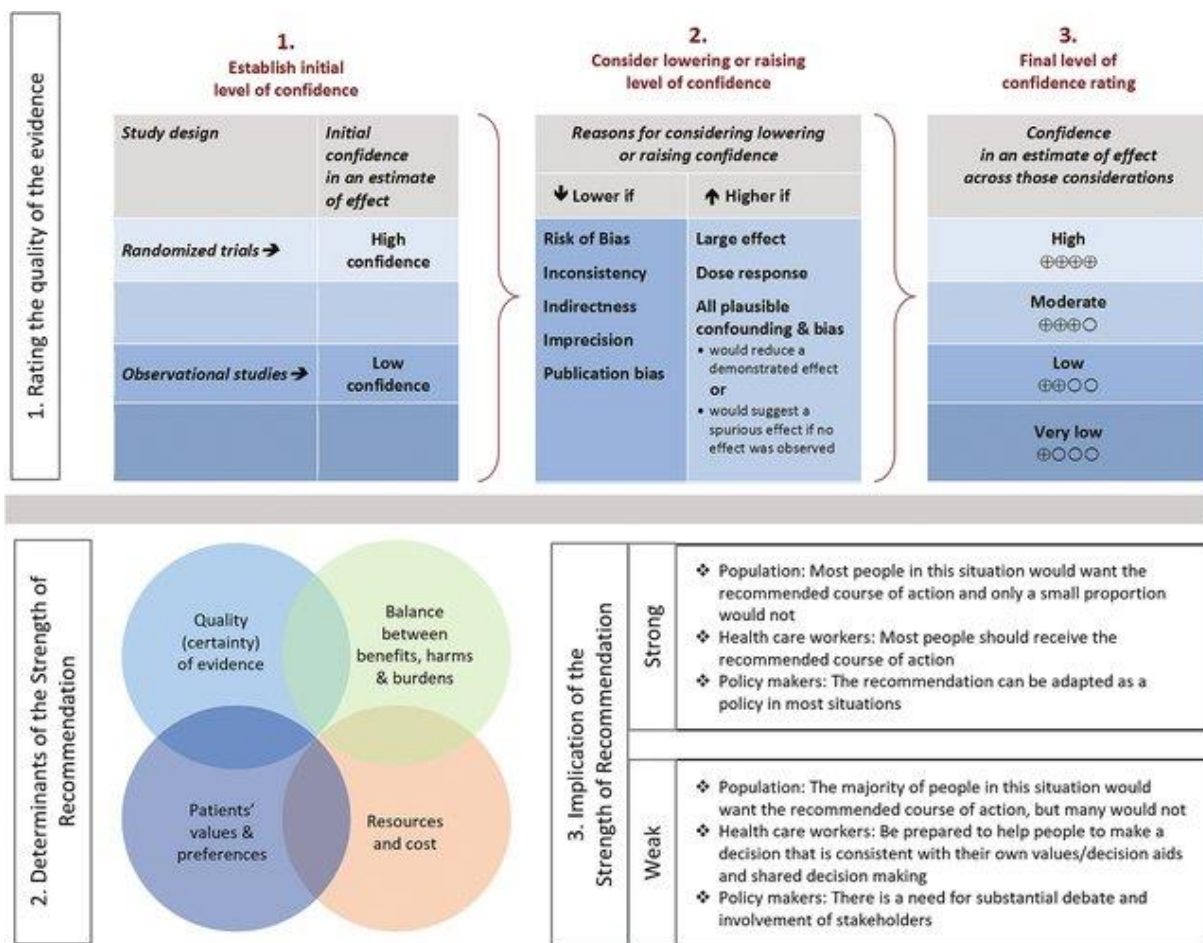 1. Rating the quality of the evidence
1.
Establish initial
level of confidence
2.
Consider lowering or raising
level of confidence
3.
Final level of
confidence rating
Study design
Initial
confidence
in an estimate
of effect
Randomized trials ➔
High
confidence
Observational studies ➔
Low
confidence
Reasons for considering lowering
or raising confidence
🡻 Lower if
🡹 Higher if
Risk of Bias
Inconsistency
Indirectness
Imprecision
Publication bias
Large effect
Dose response
All plausible
confounding & bias
• would reduce a
demonstrated effect
or
• would suggest a
spurious effect if no
effect was observed
Confidence
in an estimate of effect
across those considerations
High
⊕⊕⊕⊕
Moderate
⊕⊕⊕○
Low
⊕⊕○○
Very low
⊕○○○
2. Determinants of the Strength of
Recommendation
Quality
(certainty)
of evidence
Balance
between
benefits, harms
& burdens
Patients'
values &
preferences
Resources
and cost
3. Implication of the
Strength of Recommendation
Strong
❖ Population: Most people in this situation would want the
recommended course of action and only a small proportion
would not
❖ Health care workers: Most people should receive the
recommended course of action
❖ Policy makers: The recommendation can be adapted as a
policy in most situations
Weak
❖ Population: The majority of people in this situation would
want the recommended course of action, but many would not
❖ Health care workers: Be prepared to help people to make a
decision that is consistent with their own values/decision aids
and shared decision making
❖ Policy makers: There is a need for substantial debate and
involvement of stakeholders